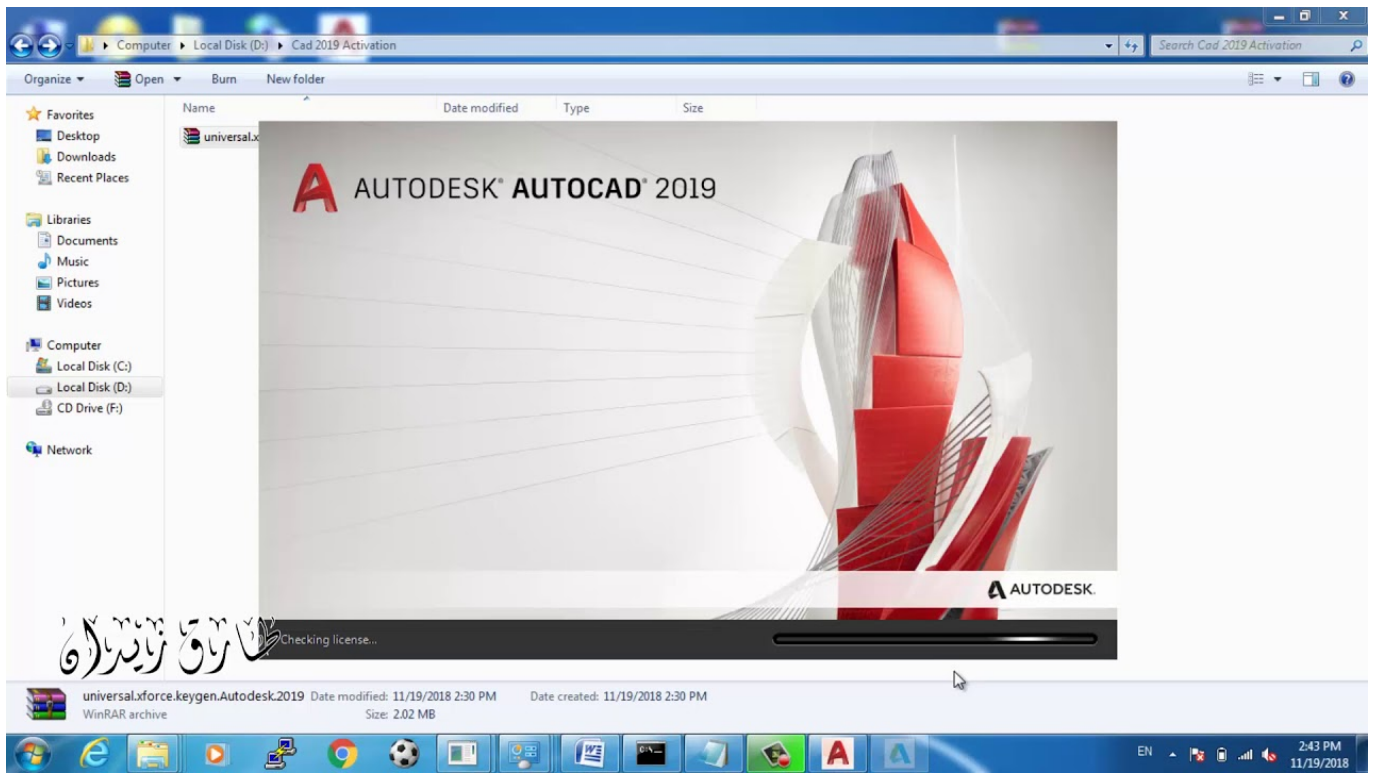 Computer ▸ Local Disk (D:) ▸ Cad 2019 Activation
Search Cad 2019 Activation
Organize
Open
Burn
New folder
Name
Date modified
Type
Size
Favorites
Desktop
Downloads
Recent Places
Libraries
Documents
Music
Pictures
Videos
Computer
Local Disk (C:)
Local Disk (D:)
CD Drive (F:)
Network
universal.x
AUTODESK® AUTOCAD® 2019
AUTODESK.
Checking license...
طارق زيدان
universal.xforce.keygen.Autodesk.2019 Date modified: 11/19/2018 2:30 PM Date created: 11/19/2018 2:30 PM
WinRAR archive Size: 2.02 MB
EN
2:43 PM
11/19/2018